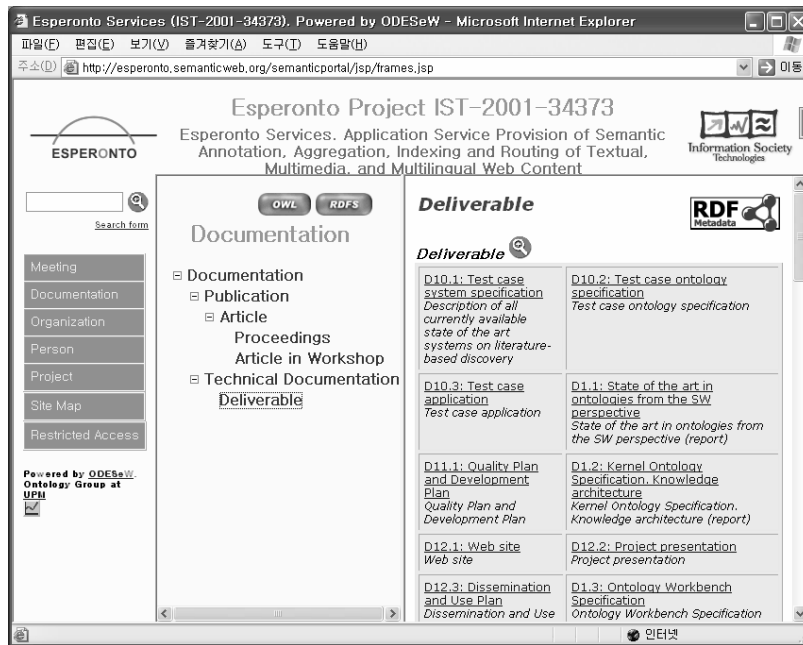 Esperonto Services (IST-2001-34373). Powered by ODESeW - Microsoft Internet Explorer
파일(F) 편집(E) 보기(V) 즐겨찾기(A) 도구(T) 도움말(H)
주소(D) http://esperonto.semanticweb.org/semanticportal/jsp/frames.jsp 이동
ESPERONTO
Esperonto Project IST-2001-34373
Esperonto Services. Application Service Provision of Semantic
Annotation, Aggregation, Indexing and Routing of Textual,
Multimedia, and Multilingual Web Content
Information Society
Technologies
Search form
Meeting
Documentation
Organization
Person
Project
Site Map
Restricted Access
Powered by ODESeW.
Ontology Group at
UPM
OWL RDFS
Documentation
Documentation
Publication
Article
Proceedings
Article in Workshop
Technical Documentation
Deliverable
Deliverable
RDF
Metadata
Deliverable
D10.1: Test case
system specification
Description of all
currently available
state of the art
systems on literature-
based discovery
D10.2: Test case ontology
specification
Test case ontology specification
D10.3: Test case
application
Test case application
D1.1: State of the art in
ontologies from the SW
perspective
State of the art in ontologies from
the SW perspective (report)
D11.1: Quality Plan
and Development
Plan
Quality Plan and
Development Plan
D1.2: Kernel Ontology
Specification. Knowledge
architecture
Kernel Ontology Specification.
Knowledge architecture (report)
D12.1: Web site
Web site
D12.2: Project presentation
Project presentation
D12.3: Dissemination
and Use Plan
Dissemination and Use
D1.3: Ontology Workbench
Specification
Ontology Workbench Specification
인터넷